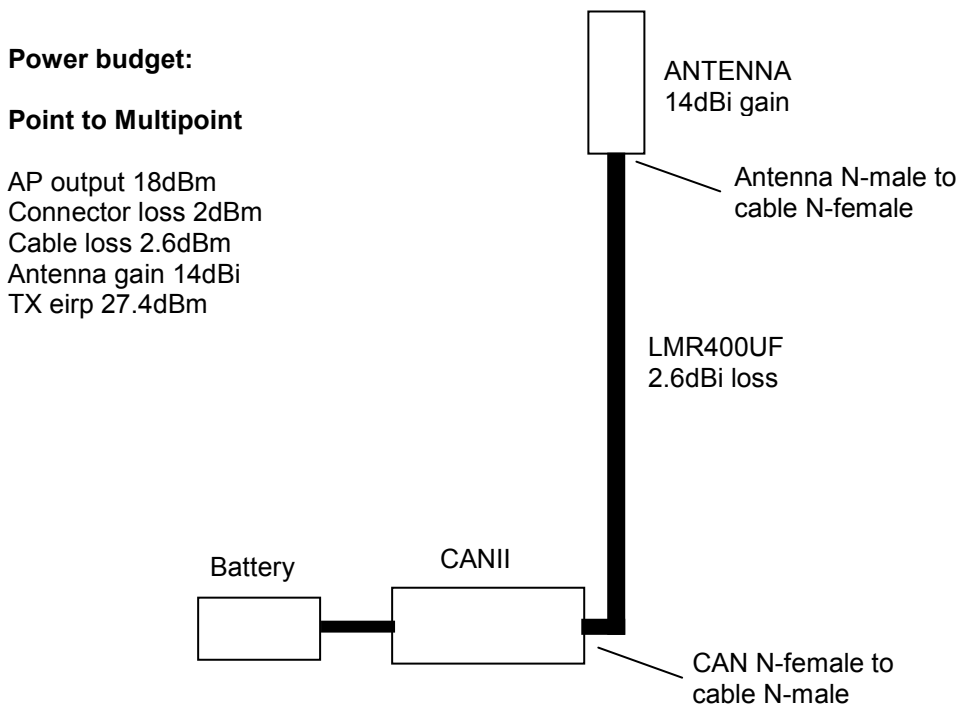 Power budget:
Point to Multipoint
AP output 18dBm
Connector loss 2dBm
Cable loss 2.6dBm
Antenna gain 14dBi
TX eirp 27.4dBm
ANTENNA
14dBi gain
Antenna N-male to
cable N-female
LMR400UF
2.6dBi loss
Battery
CANII
CAN N-female to
cable N-male